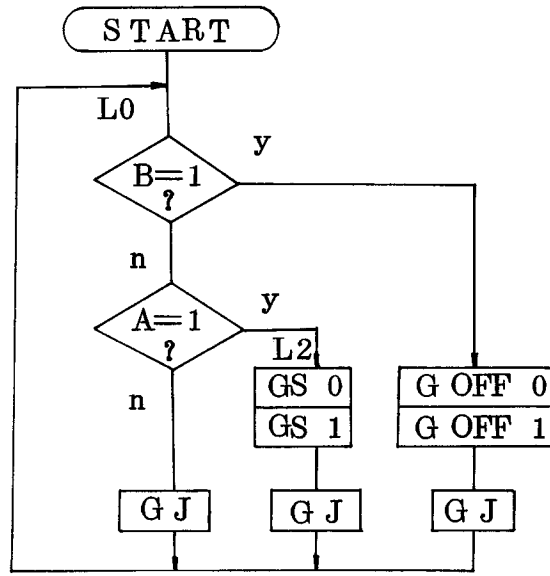 START
L0
y
B=1
?
n
y
A=1
?
L2
n
GS 0
G OFF 0
GS 1
G OFF 1
G J
G J
G J